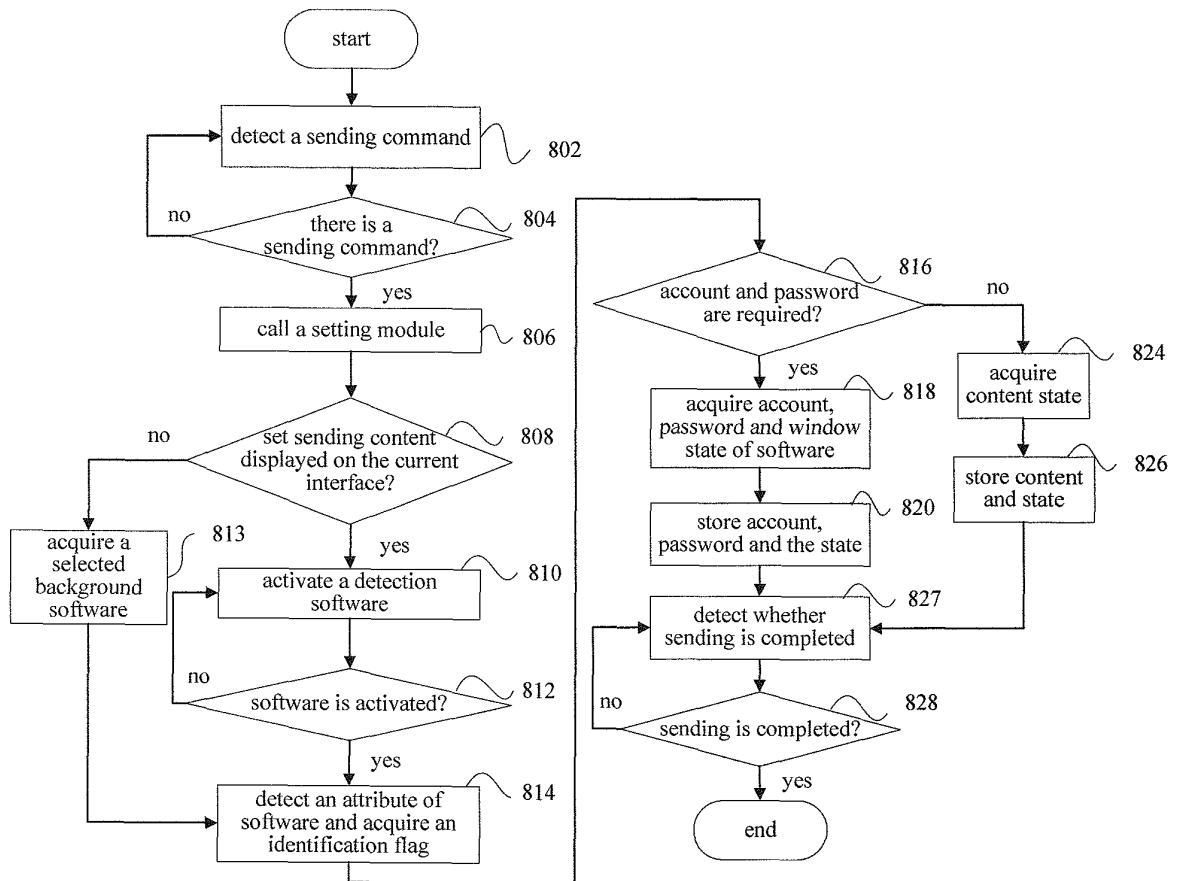 start
detect a sending command
802
804
there is a
sending command?
no
yes
call a setting module
806
808
set sending content
displayed on the current
interface?
no
yes
813
acquire a
selected
background
software
810
activate a detection
software
812
software is activated?
no
yes
814
detect an attribute of
software and acquire an
identification flag
816
account and password
are required?
no
yes
818
acquire account,
password and window
state of software
824
acquire
content state
820
store account,
password and the state
826
store content
and state
827
detect whether
sending is completed
828
sending is completed?
no
yes
end